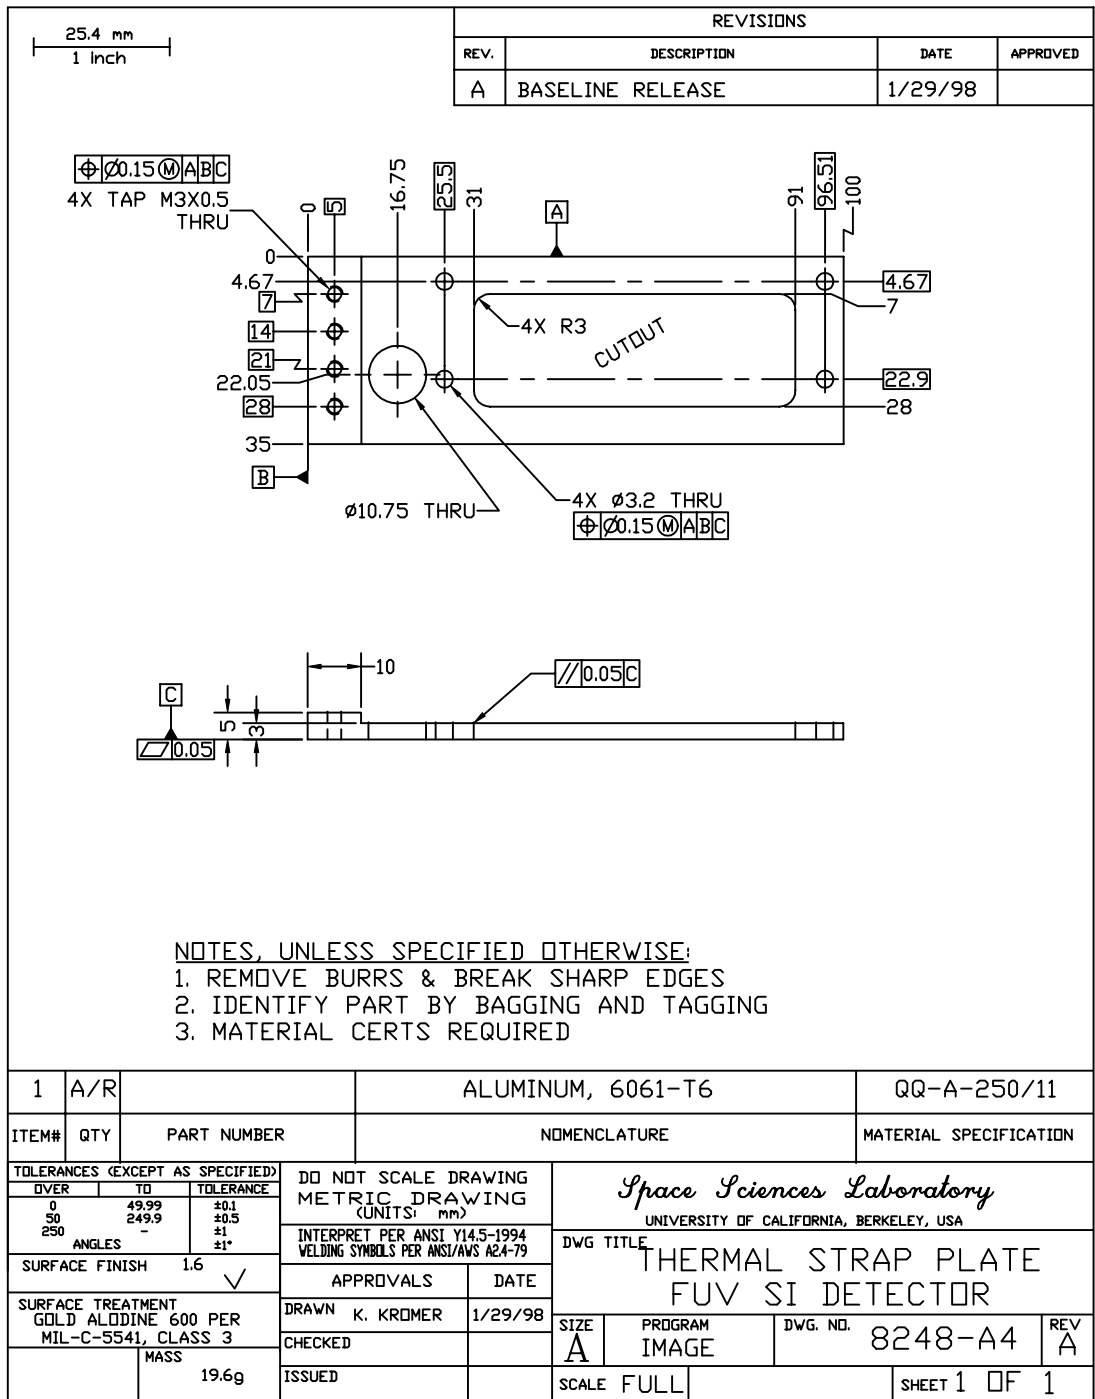 25.4 mm
1 inch
REVISIONS
REV. DESCRIPTION DATE APPROVED
A BASELINE RELEASE 1/29/98
⌖ Ø0.15 Ⓜ A B C
4X TAP M3X0.5
THRU
0 5 16.75 25.5 31 A 91 96.51 100
0
4.67 4.67
7 7
4X R3
CUTOUT
14
21
22.05 22.9
28 28
35
B
Ø10.75 THRU
4X Ø3.2 THRU
⌖ Ø0.15 Ⓜ A B C
10
// 0.05 C
C
5 3
⏥ 0.05
NOTES, UNLESS SPECIFIED OTHERWISE:
1. REMOVE BURRS & BREAK SHARP EDGES
2. IDENTIFY PART BY BAGGING AND TAGGING
3. MATERIAL CERTS REQUIRED
1 A/R ALUMINUM, 6061-T6 QQ-A-250/11
ITEM# QTY PART NUMBER NOMENCLATURE MATERIAL SPECIFICATION
TOLERANCES (EXCEPT AS SPECIFIED)
OVER TO TOLERANCE
0 49.99 ±0.1
50 249.9 ±0.5
250 - ±1
ANGLES ±1°
SURFACE FINISH 1.6
SURFACE TREATMENT
GOLD ALODINE 600 PER
MIL-C-5541, CLASS 3
MASS
19.6g
DO NOT SCALE DRAWING
METRIC DRAWING
(UNITS: mm)
INTERPRET PER ANSI Y14.5-1994
WELDING SYMBOLS PER ANSI/AWS A2.4-79
APPROVALS DATE
DRAWN K. KROMER 1/29/98
CHECKED
ISSUED
Space Sciences Laboratory
UNIVERSITY OF CALIFORNIA, BERKELEY, USA
DWG TITLE
THERMAL STRAP PLATE
FUV SI DETECTOR
SIZE PROGRAM DWG. NO. REV
A IMAGE 8248-A4 A
SCALE FULL SHEET 1 OF 1